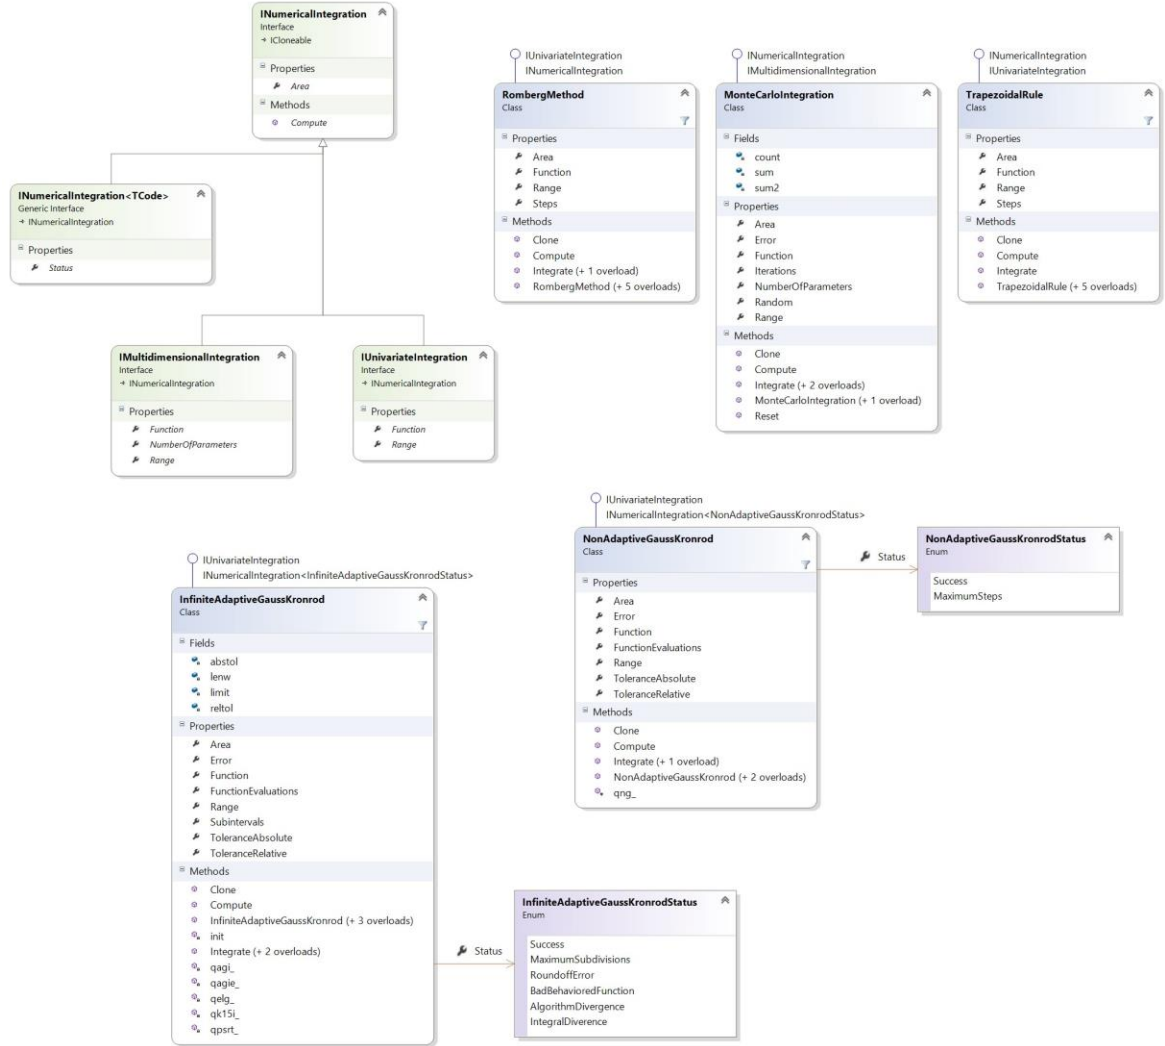 INumericalIntegration
Interface
→ ICloneable
Properties
Area
Methods
Compute
INumericalIntegration<TCode>
Generic Interface
→ INumericalIntegration
Properties
Status
IMultidimensionalIntegration
Interface
→ INumericalIntegration
Properties
Function
NumberOfParameters
Range
IUnivariateIntegration
Interface
→ INumericalIntegration
Properties
Function
Range
IUnivariateIntegration
INumericalIntegration
RombergMethod
Class
Properties
Area
Function
Range
Steps
Methods
Clone
Compute
Integrate (+ 1 overload)
RombergMethod (+ 5 overloads)
INumericalIntegration
IMultidimensionalIntegration
MonteCarloIntegration
Class
Fields
count
sum
sum2
Properties
Area
Error
Function
Iterations
NumberOfParameters
Random
Range
Methods
Clone
Compute
Integrate (+ 2 overloads)
MonteCarloIntegration (+ 1 overload)
Reset
INumericalIntegration
IUnivariateIntegration
TrapezoidalRule
Class
Properties
Area
Function
Range
Steps
Methods
Clone
Compute
Integrate
TrapezoidalRule (+ 5 overloads)
IUnivariateIntegration
INumericalIntegration<InfiniteAdaptiveGaussKronrodStatus>
InfiniteAdaptiveGaussKronrod
Class
Fields
abstol
lenw
limit
reltol
Properties
Area
Error
Function
FunctionEvaluations
Range
Subintervals
ToleranceAbsolute
ToleranceRelative
Methods
Clone
Compute
InfiniteAdaptiveGaussKronrod (+ 3 overloads)
init
Integrate (+ 2 overloads)
qagi_
qagie_
qelg_
qk15i_
qpsrt_
Status
InfiniteAdaptiveGaussKronrodStatus
Enum
Success
MaximumSubdivisions
RoundoffError
BadBehavioredFunction
AlgorithmDivergence
IntegralDiverence
IUnivariateIntegration
INumericalIntegration<NonAdaptiveGaussKronrodStatus>
NonAdaptiveGaussKronrod
Class
Properties
Area
Error
Function
FunctionEvaluations
Range
ToleranceAbsolute
ToleranceRelative
Methods
Clone
Compute
Integrate (+ 1 overload)
NonAdaptiveGaussKronrod (+ 2 overloads)
qng_
Status
NonAdaptiveGaussKronrodStatus
Enum
Success
MaximumSteps